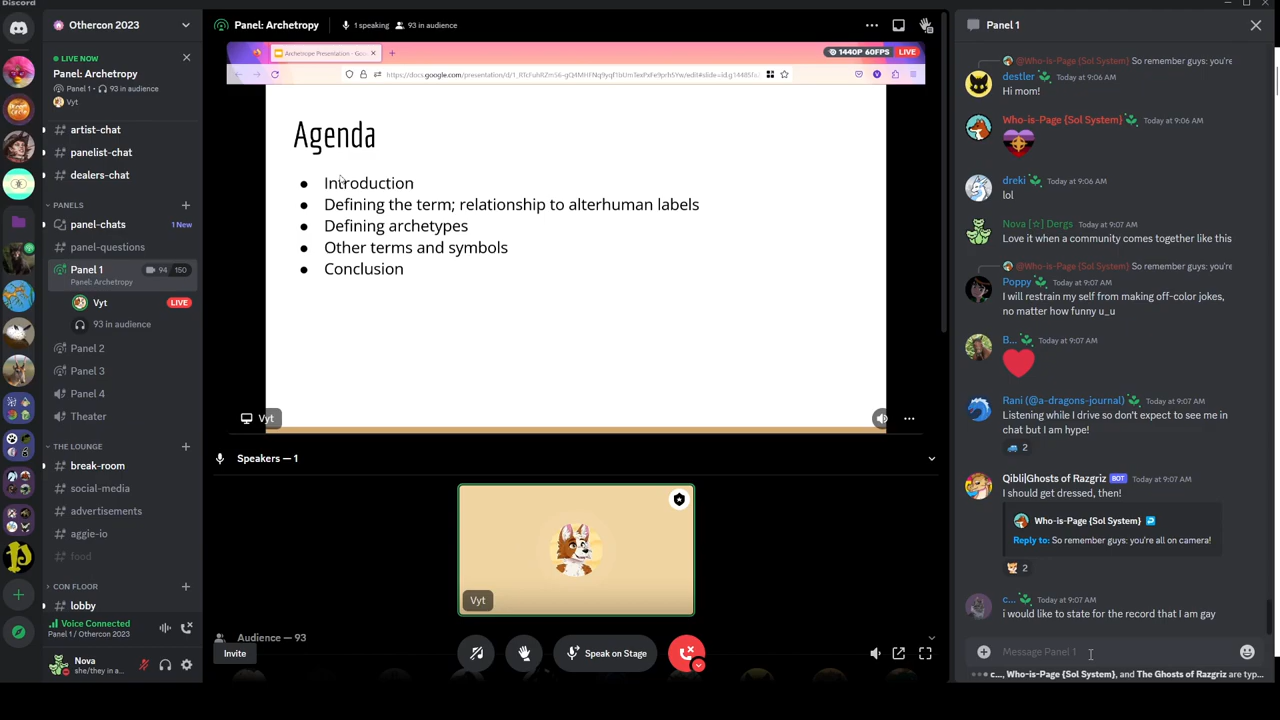 Discord
Othercon 2023
LIVE NOW
Panel: Archetropy
Panel 1 · 93 in audience
Vyt
artist-chat
panelist-chat
dealers-chat
PANELS
panel-chats
1 New
panel-questions
Panel 1
94 150
Panel: Archetropy
Vyt
LIVE
93 in audience
Panel 2
Panel 3
Panel 4
Theater
THE LOUNGE
break-room
social-media
advertisements
aggie-io
food
CON FLOOR
lobby
Voice Connected
Panel 1 / Othercon 2023
Nova
she/they in a...
Panel: Archetropy
1 speaking
93 in audience
Archetrope Presentation - Goo
1440P 60FPS
LIVE
Agenda
● Introduction
● Defining the term; relationship to alterhuman labels
● Defining archetypes
● Other terms and symbols
● Conclusion
Vyt
Speakers — 1
Vyt
Audience — 93
Invite
Speak on Stage
Panel 1
@Who-is-Page {Sol System} So remember guys: you're
destler Today at 9:06 AM
Hi mom!
Who-is-Page {Sol System} Today at 9:06 AM
dreki Today at 9:06 AM
lol
Nova [☆] Dergs Today at 9:07 AM
Love it when a community comes together like this
@Who-is-Page {Sol System} So remember guys: you're
Poppy Today at 9:07 AM
I will restrain my self from making off-color jokes,
no matter how funny u_u
B... Today at 9:07 AM
Rani (@a-dragons-journal) Today at 9:07 AM
Listening while I drive so don't expect to see me in
chat but I am hype!
2
Qibli|Ghosts of Razgriz BOT Today at 9:07 AM
I should get dressed, then!
Who-is-Page {Sol System}
Reply to: So remember guys: you're all on camera!
2
c... Today at 9:07 AM
i would like to state for the record that I am gay
Message Panel 1
c..., Who-is-Page {Sol System}, and The Ghosts of Razgriz are typ...